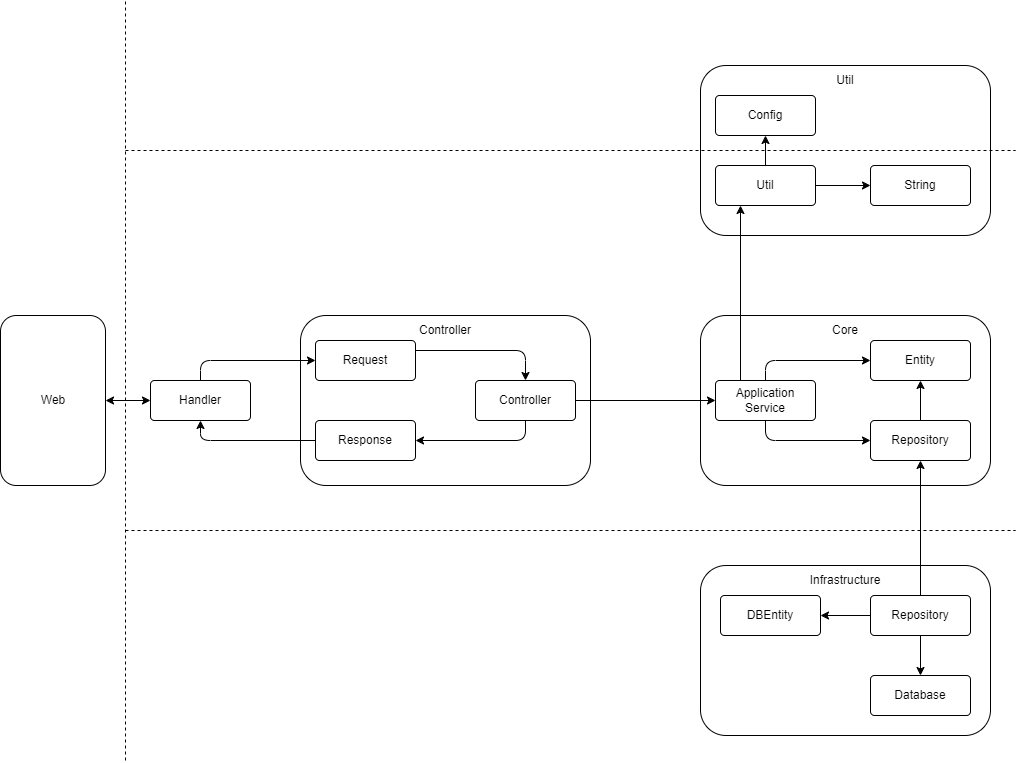 Util
Config
Util
String
Controller
Core
Request
Entity
Web
Handler
Controller
Application
Service
Response
Repository
Infrastructure
DBEntity
Repository
Database